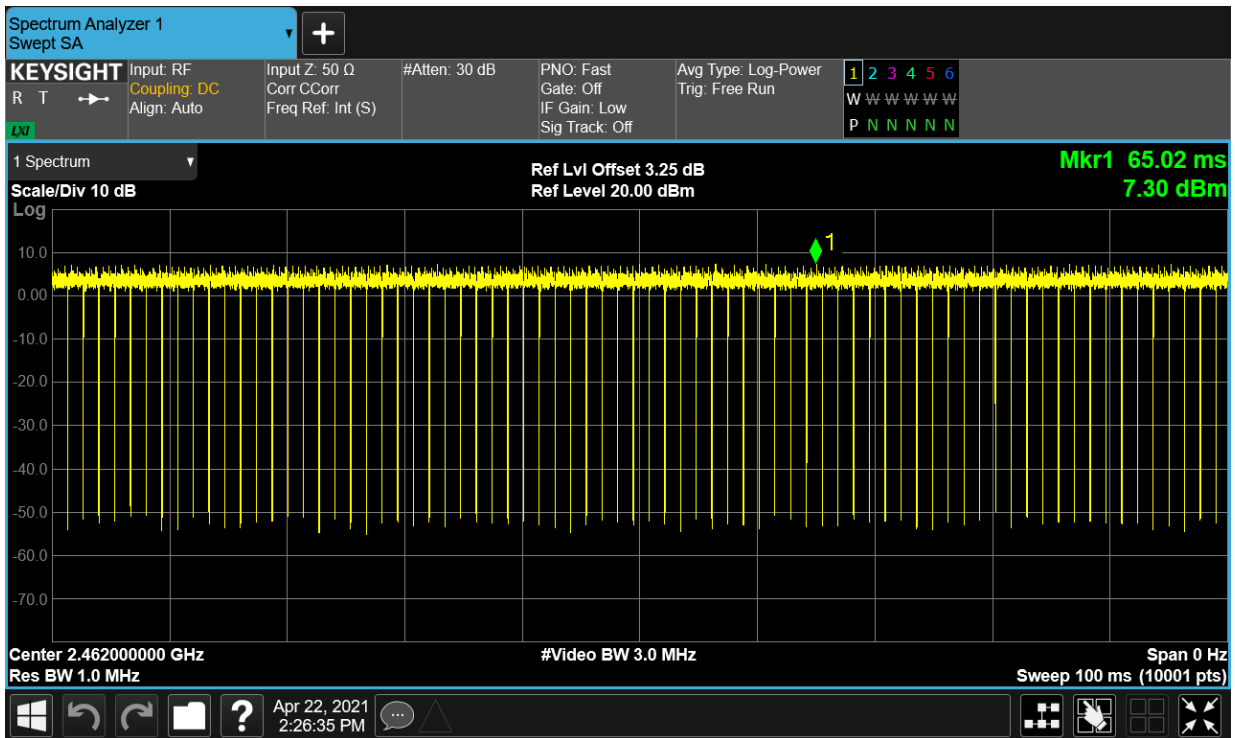 Spectrum Analyzer 1
Swept SA
+
KEYSIGHT
R T
LXI
Input: RF
Coupling: DC
Align: Auto
Input Z: 50 Ω
Corr CCorr
Freq Ref: Int (S)
#Atten: 30 dB
PNO: Fast
Gate: Off
IF Gain: Low
Sig Track: Off
Avg Type: Log-Power
Trig: Free Run
1 2 3 4 5 6
W W W W W W
P N N N N N
1 Spectrum
Scale/Div 10 dB
Log
Ref Lvl Offset 3.25 dB
Ref Level 20.00 dBm
Mkr1 65.02 ms
7.30 dBm
1
10.0
0.00
-10.0
-20.0
-30.0
-40.0
-50.0
-60.0
-70.0
Center 2.462000000 GHz
Res BW 1.0 MHz
#Video BW 3.0 MHz
Span 0 Hz
Sweep 100 ms (10001 pts)
?
Apr 22, 2021
2:26:35 PM